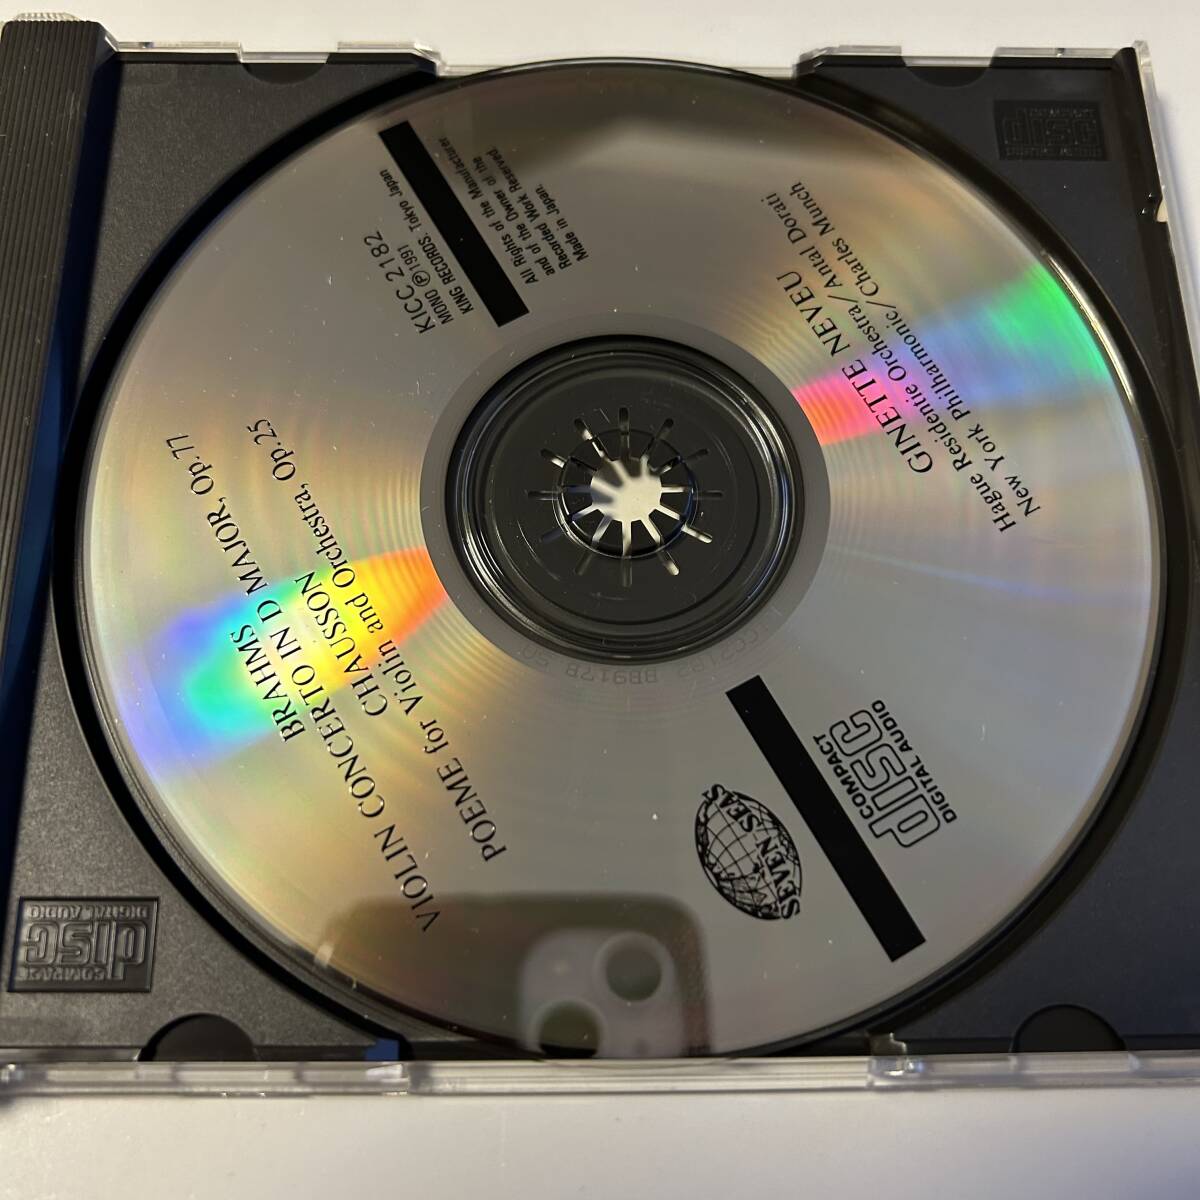 GINETTE NEVEU
Hague Residentie Orchestra/Antal Dorati
New York Philharmonic/Charles Munch
KICC 2182
MONO Ⓟ1991
KING RECORDS. Tokyo Japan
All Rights of the Manufacturer
and of the Owner of the
Recorded Work Reserved.
Made in Japan.
COMPACT
disc
DIGITAL AUDIO
SEVEN SEAS
BRAHMS
VIOLIN CONCERTO IN D MAJOR, Op.77
CHAUSSON
POEME for Violin and Orchestra, Op.25
COMPACT
disc
DIGITAL AUDIO
disc